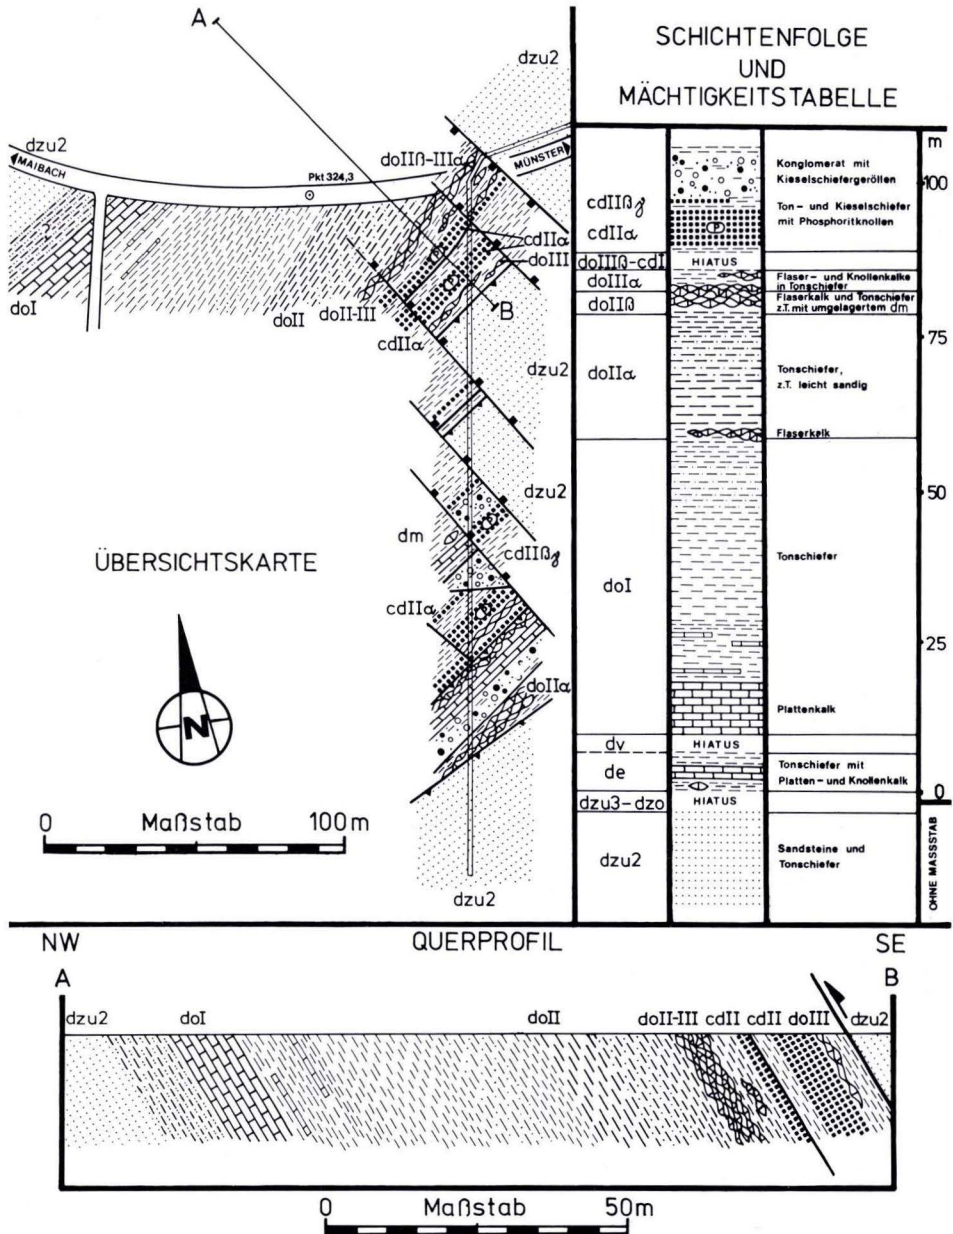 A
dzu2
dzu2
MAIBACH
Pkt 324,3
doIIß-IIIα
MÜNSTER
cdIIα
doIII
B
doI
doII
doII-III
cdIIα
dzu2
dzu2
dm
cdIIßγ
cdIIα
doIIα
dzu2
ÜBERSICHTSKARTE
N
0 Maßstab 100m
SCHICHTENFOLGE
UND
MÄCHTIGKEITSTABELLE
m
Konglomerat mit
Kieselschiefergeröllen
100
cdIIßγ
Ton- und Kieselschiefer
mit Phosphoritknollen
P
cdIIα
doIIIß-cdI
HIATUS
doIIIα
Flaser- und Knollenkalke
in Tonschiefer
doIIß
Flaserkalk und Tonschiefer
z.T. mit umgelagertem dm
75
doIIα
Tonschiefer,
z.T. leicht sandig
Flaserkalk
50
doI
Tonschiefer
25
Plattenkalk
dv
HIATUS
de
Tonschiefer mit
Platten- und Knollenkalk
0
dzu3-dzo
HIATUS
dzu2
Sandsteine und
Tonschiefer
OHNE MASSSTAB
NW QUERPROFIL SE
A B
dzu2 doI doII doII-III cdII cdII doIII dzu2
0 Maßstab 50m